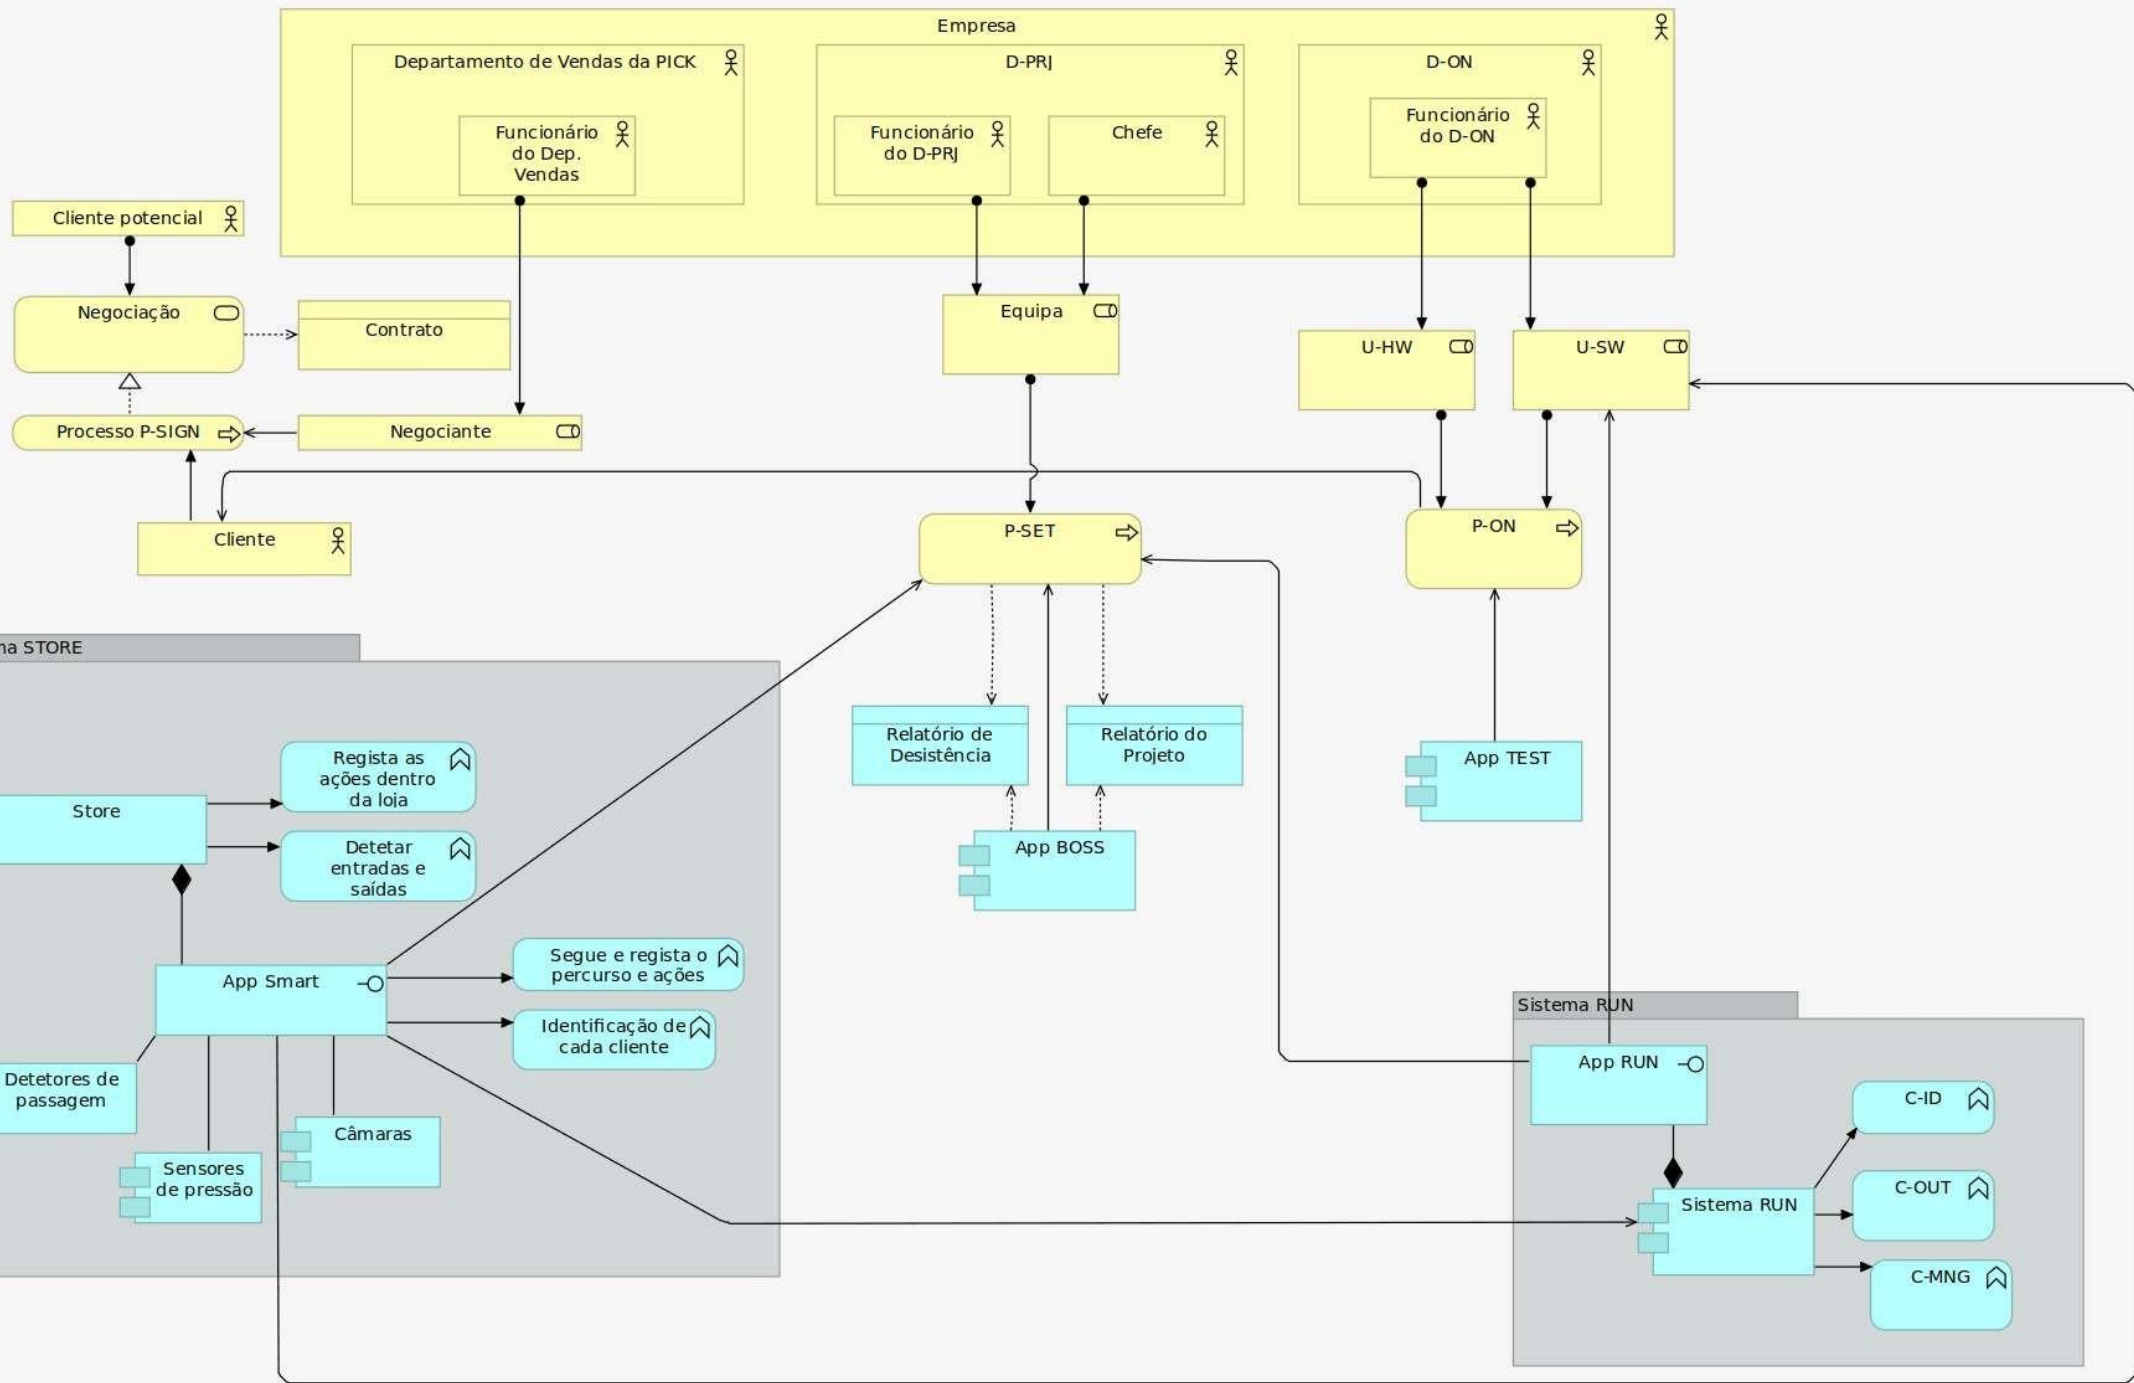 Empresa
Departamento de Vendas da PICK
D-PRJ
D-ON
Funcionário
do Dep.
Vendas
Funcionário
do D-PRJ
Chefe
Funcionário
do D-ON
Cliente potencial
Negociação
Contrato
Equipa
U-HW
U-SW
Processo P-SIGN
Negociante
Cliente
P-SET
P-ON
ma STORE
Relatório de
Desistência
Relatório do
Projeto
App TEST
Regista as
ações dentro
da loja
Store
Detetar
entradas e
saídas
App BOSS
Segue e regista o
percurso e ações
App Smart
Identificação de
cada cliente
Sistema RUN
App RUN
Detetores de
passagem
C-ID
Câmaras
Sensores
de pressão
C-OUT
Sistema RUN
C-MNG